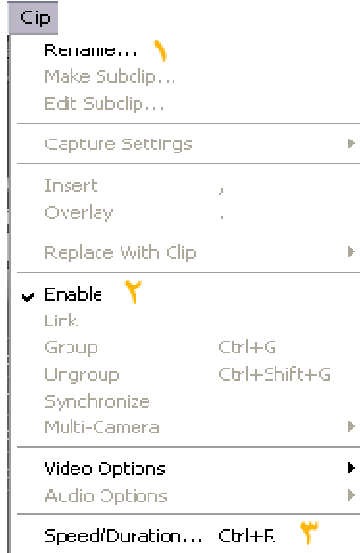 Clip
Rename... ۱
Make Subclip...
Edit Subclip...
Capture Settings
Insert ,
Overlay .
Replace With Clip
Enable ۲
Link
Group Ctrl+G
Ungroup Ctrl+Shift+G
Synchronize
Multi-Camera
Video Options
Audio Options
Speed/Duration... Ctrl+R ۳